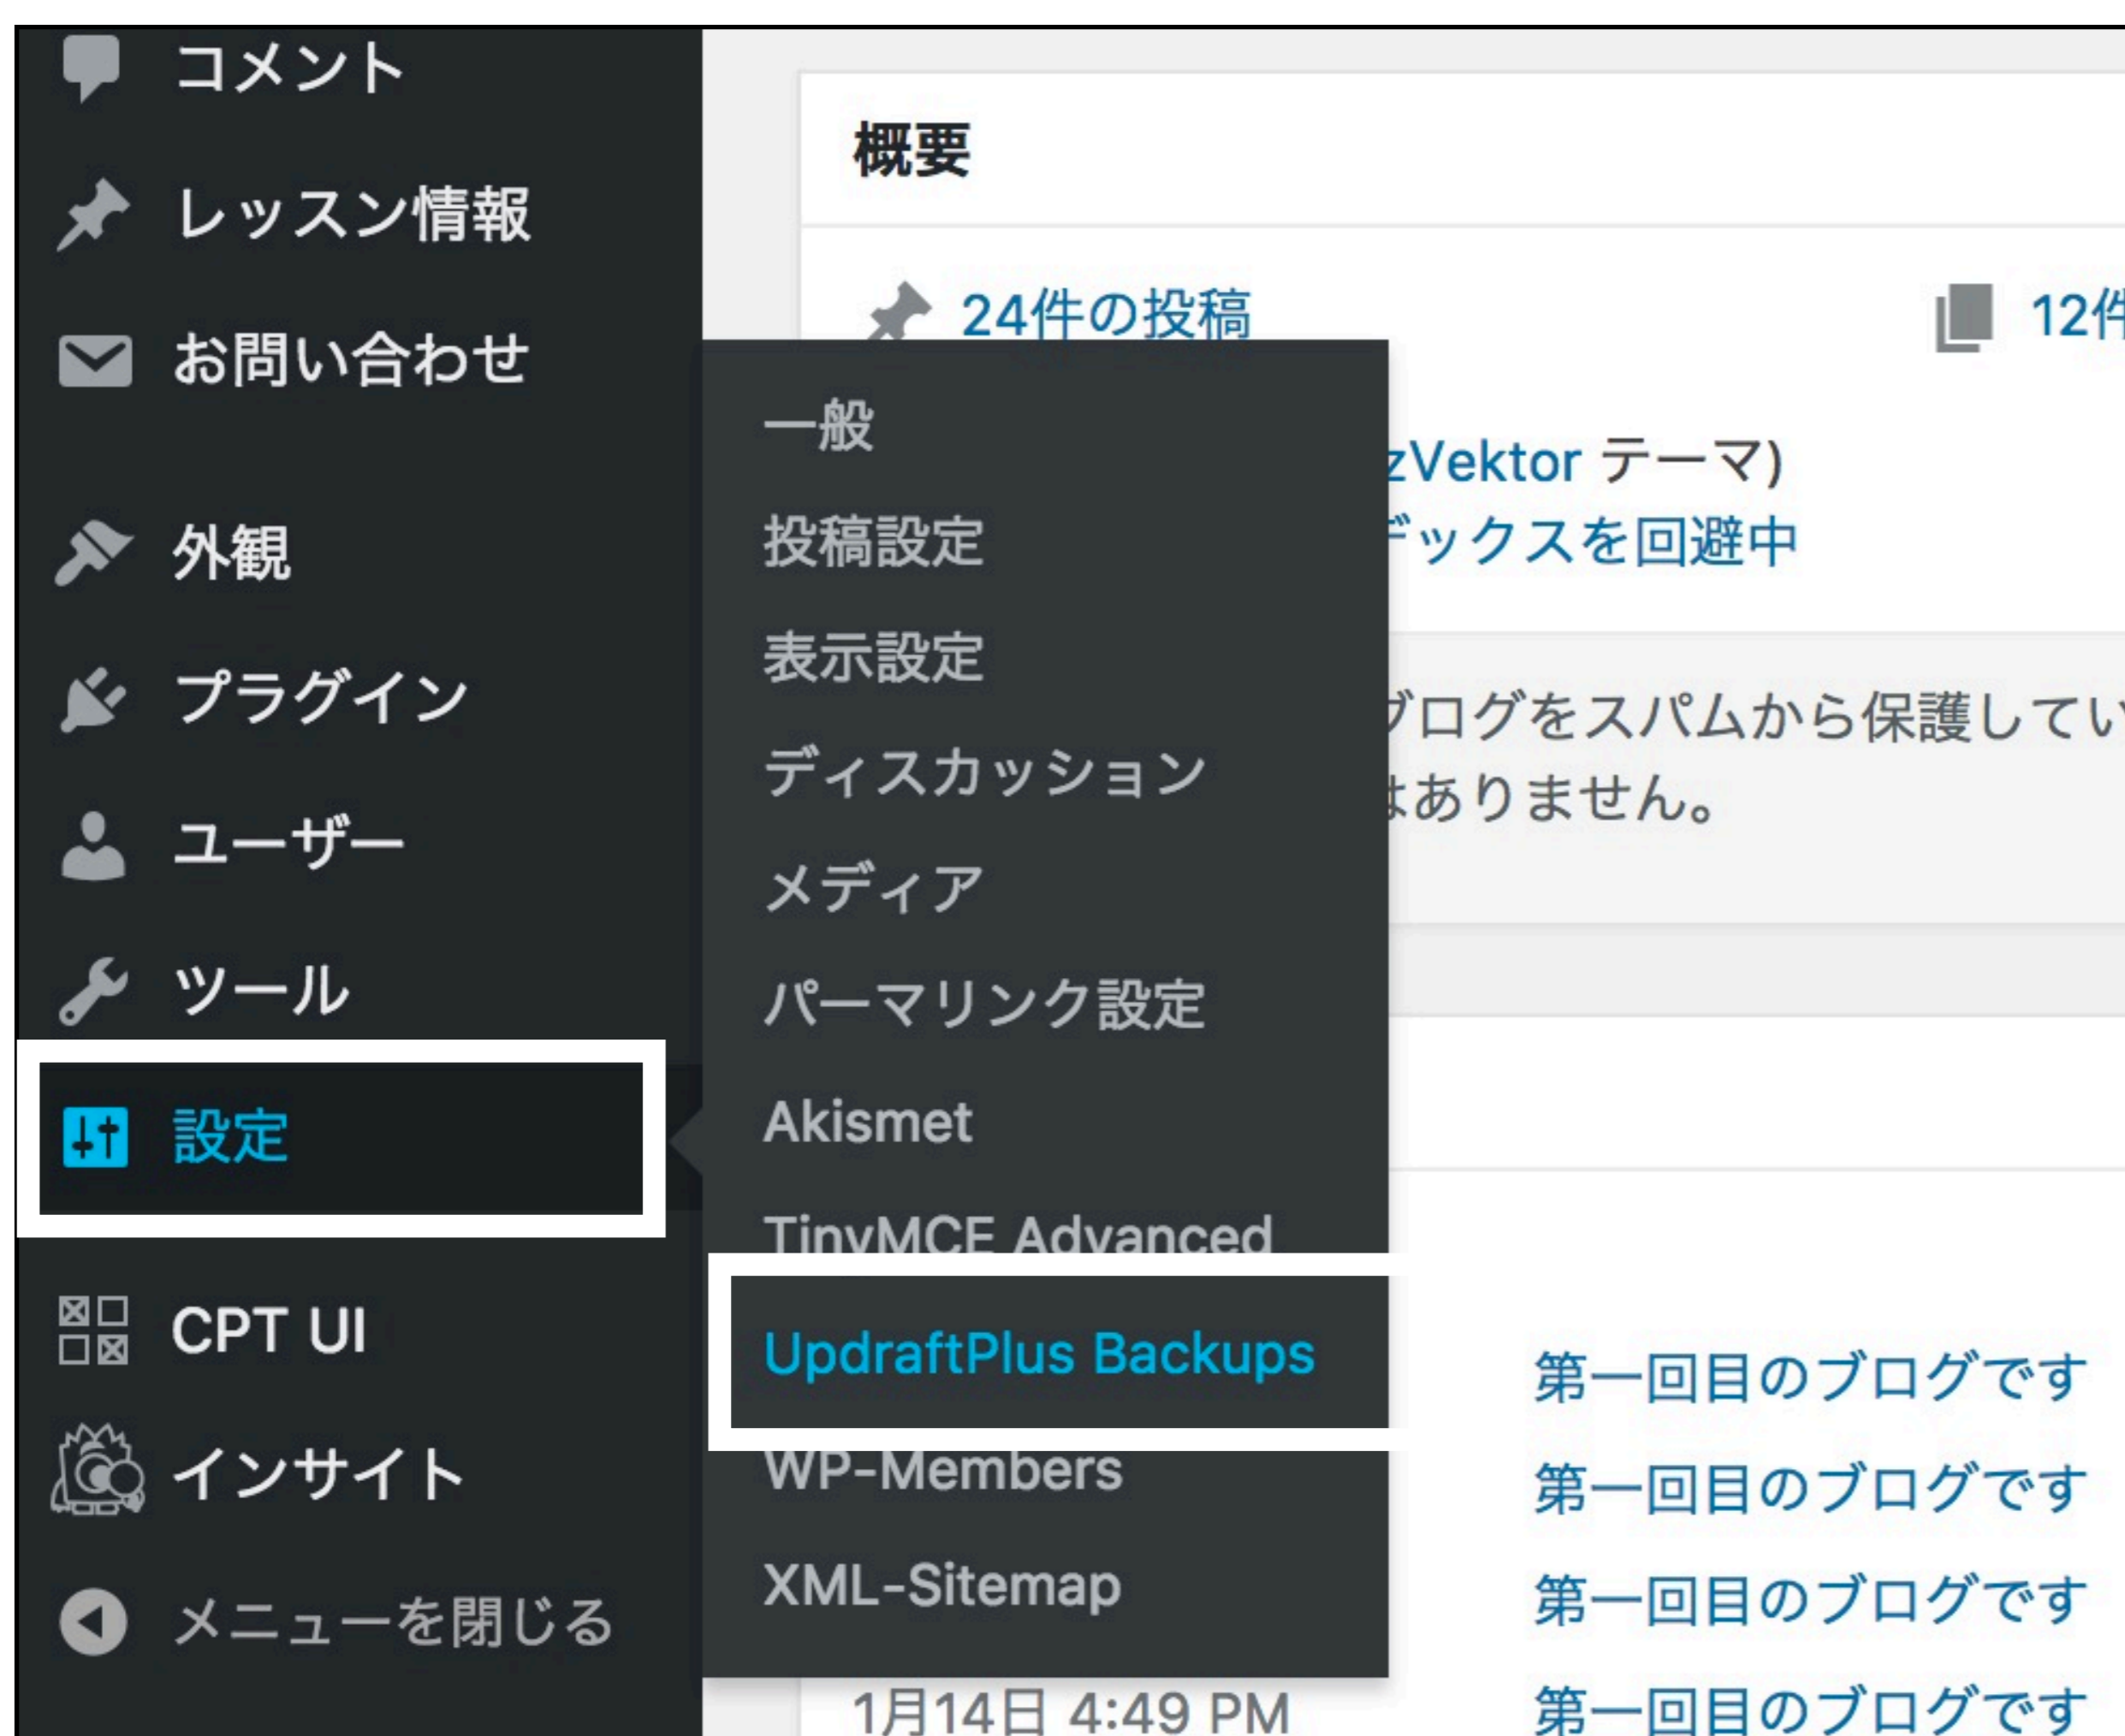 コメント
レッスン情報
お問い合わせ
外観
プラグイン
ユーザー
ツール
設定
CPT UI
インサイト
メニューを閉じる
一般
投稿設定
表示設定
ディスカッション
メディア
パーマリンク設定
Akismet
TinyMCE Advanced
UpdraftPlus Backups
WP-Members
XML-Sitemap
概要
24件の投稿
12件
zVektor テーマ)
デックスを回避中
ブログをスパムから保護してい
はありません。
第一回目のブログです
第一回目のブログです
第一回目のブログです
1月14日 4:49 PM 第一回目のブログです